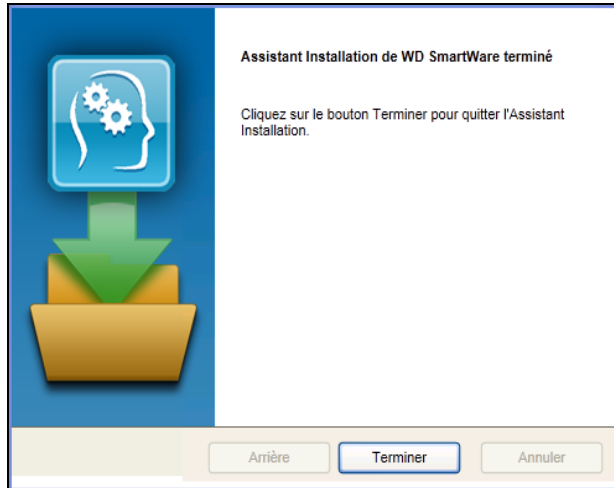 Assistant Installation de WD SmartWare terminé
Cliquez sur le bouton Terminer pour quitter l'Assistant
Installation.
Arrière
Terminer
Annuler